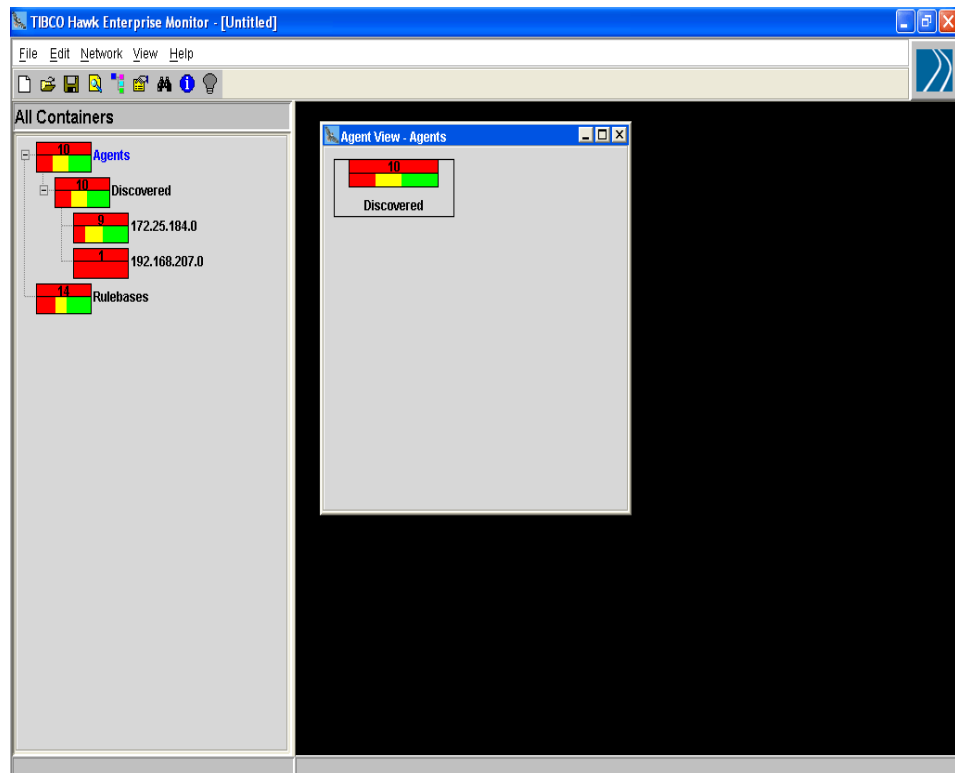 TIBCO Hawk Enterprise Monitor - [Untitled]
File Edit Network View Help
All Containers
10 Agents
10 Discovered
9 172.25.184.0
1 192.168.207.0
14 Rulebases
Agent View - Agents
10
Discovered